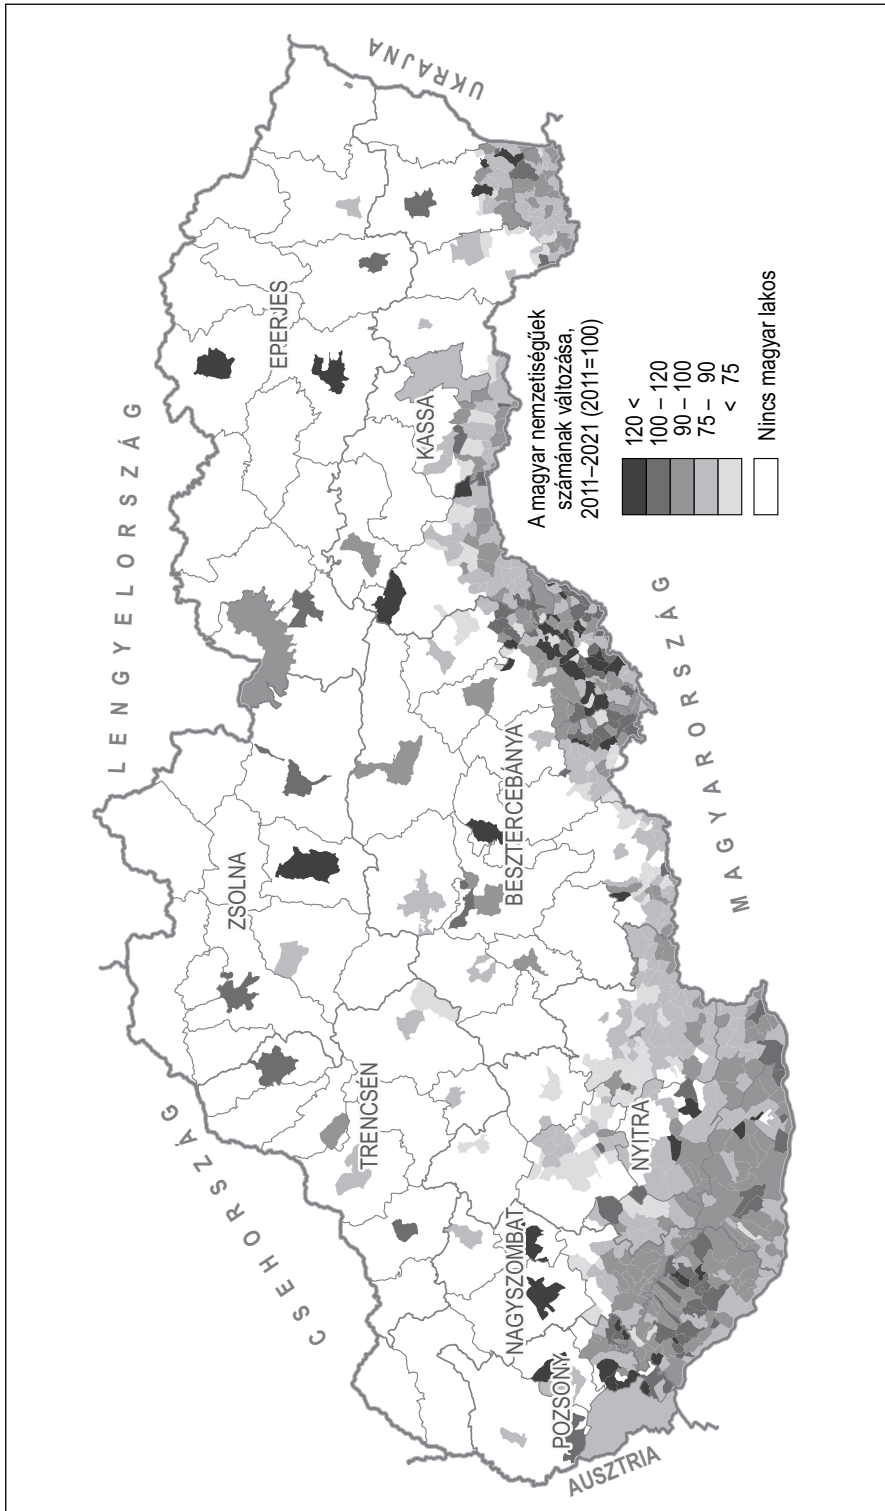 LENGYELORSZÁG
UKRAJNA
CSEHORSZÁG
AUSZTRIA
MAGYARORSZÁG
ZSOLNA
EPERJES
TRENCSÉN
KASSA
BESZTERCEBÁNYA
NAGYSZOMBAT
NYITRA
POZSONY
A magyar nemzetiségűek
számának változása,
2011–2021 (2011=100)
120 <
100 – 120
90 – 100
75 – 90
< 75
Nincs magyar lakos